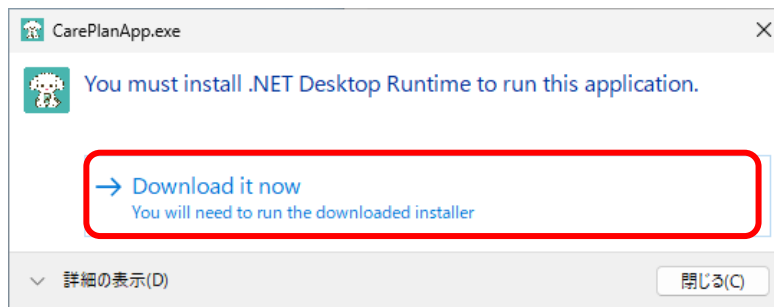 CarePlanApp.exe
You must install .NET Desktop Runtime to run this application.
Download it now
You will need to run the downloaded installer
詳細の表示(D)
閉じる(C)